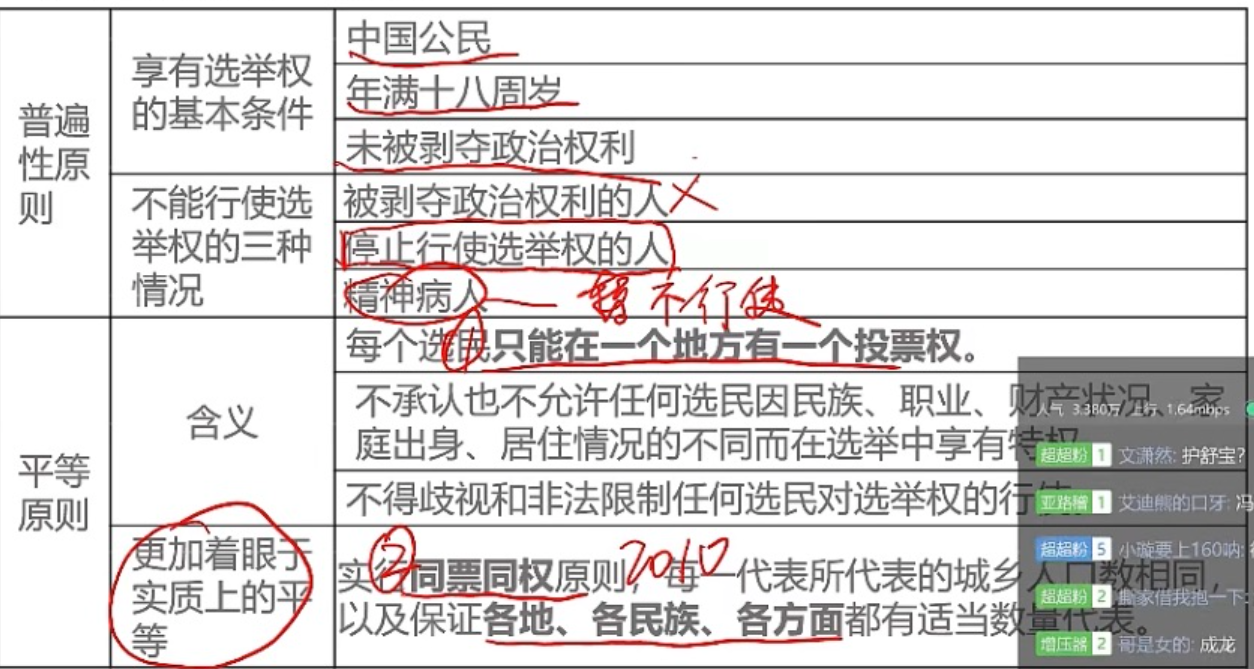 普遍性原则
享有选举权的基本条件
中国公民
年满十八周岁
未被剥夺政治权利
不能行使选举权的三种情况
被剥夺政治权利的人
停止行使选举权的人
精神病人 暂不行使
平等原则
含义
每个选民只能在一个地方有一个投票权。
①
不承认也不允许任何选民因民族、职业、财产状况、家
庭出身、居住情况的不同而在选举中享有特权
不得歧视和非法限制任何选民对选举权的行使
更加着眼于实质上的平等
② 2010
实行同票同权原则，每一代表所代表的城乡人口数相同，
以及保证各地、各民族、各方面都有适当数量代表。
人气 3.380万 上行 1.64mbps
超超粉 1 文潇然: 护舒宝?
亚路嘴 1 艾迪熊的口牙: 冯
超超粉 5 小璇要上160呐:
超超粉 2 撕家借我抱一下:
增压器 2 哥是女的: 成龙